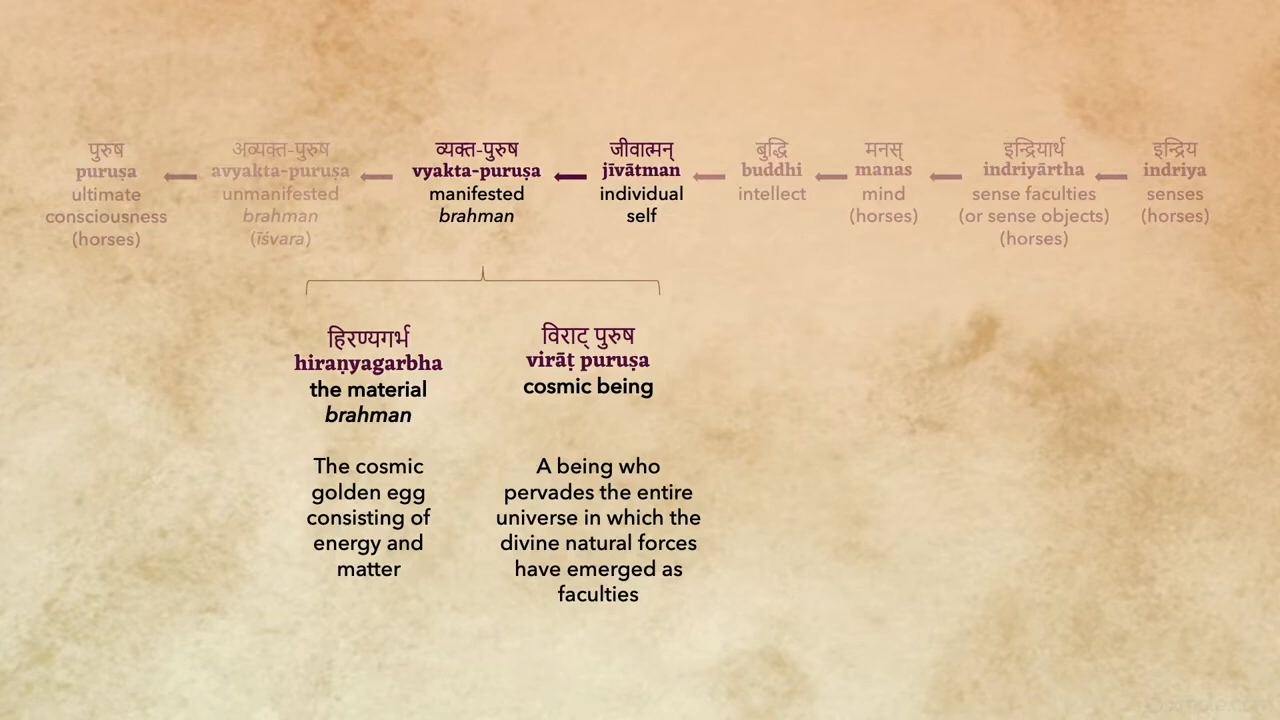 पुरुष
puruṣa
ultimate
consciousness
(horses)
अव्यक्त-पुरुष
avyakta-puruṣa
unmanifested
brahman
(īśvara)
व्यक्त-पुरुष
vyakta-puruṣa
manifested
brahman
जीवात्मन्
jīvātman
individual
self
बुद्धि
buddhi
intellect
मनस्
manas
mind
(horses)
इन्द्रियार्थ
indriyārtha
sense faculties
(or sense objects)
(horses)
इन्द्रिय
indriya
senses
(horses)
हिरण्यगर्भ
hiraṇyagarbha
the material
brahman
The cosmic
golden egg
consisting of
energy and
matter
विराट् पुरुष
virāṭ puruṣa
cosmic being
A being who
pervades the entire
universe in which the
divine natural forces
have emerged as
faculties